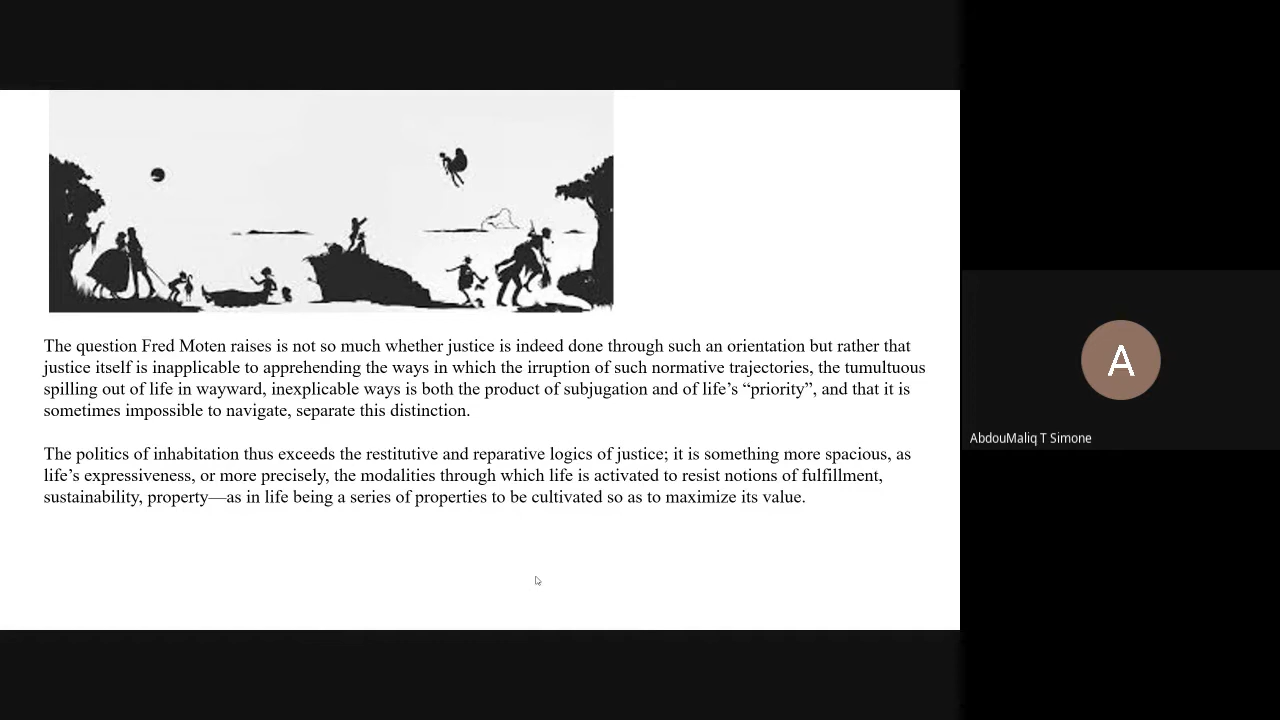 The question Fred Moten raises is not so much whether justice is indeed done through such an orientation but rather that
justice itself is inapplicable to apprehending the ways in which the irruption of such normative trajectories, the tumultuous
spilling out of life in wayward, inexplicable ways is both the product of subjugation and of life’s “priority”, and that it is
sometimes impossible to navigate, separate this distinction.
The politics of inhabitation thus exceeds the restitutive and reparative logics of justice; it is something more spacious, as
life’s expressiveness, or more precisely, the modalities through which life is activated to resist notions of fulfillment,
sustainability, property—as in life being a series of properties to be cultivated so as to maximize its value.
A
AbdouMaliq T Simone